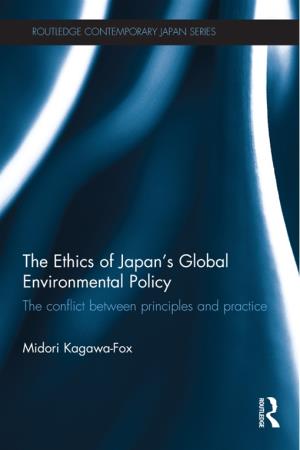 ROUTLEDGE CONTEMPORARY JAPAN SERIES
The Ethics of Japan's Global
Environmental Policy
The conflict between principles and practice
Midori Kagawa-Fox
ROUTLEDGE